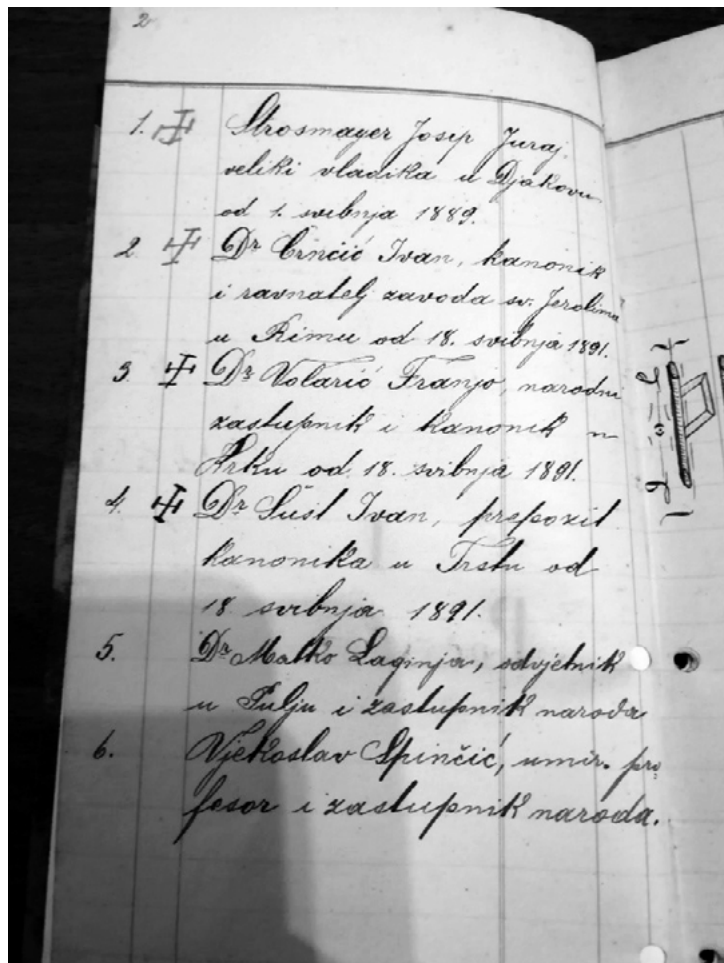 2
1. Strosmayer Josip Juraj,
veliki vladika u Djakovu
od 1. svibnja 1889.
2. Dr Crnčić Ivan, kanonik
i ravnatelj zavoda sv. Jerolima
u Rimu od 18. svibnja 1891.
3. Dr Volarić Franjo, narodni
zastupnik i kanonik u
Krku od 18. svibnja 1891.
4. Dr Šust Ivan, prepozit
kanonika u Trstu od
18. svibnja 1891.
5. Dr Matko Laginja, odvjetnik
u Pulju i zastupnik naroda
6. Vjekoslav Spinčić, umir. pro
fesor i zastupnik naroda.